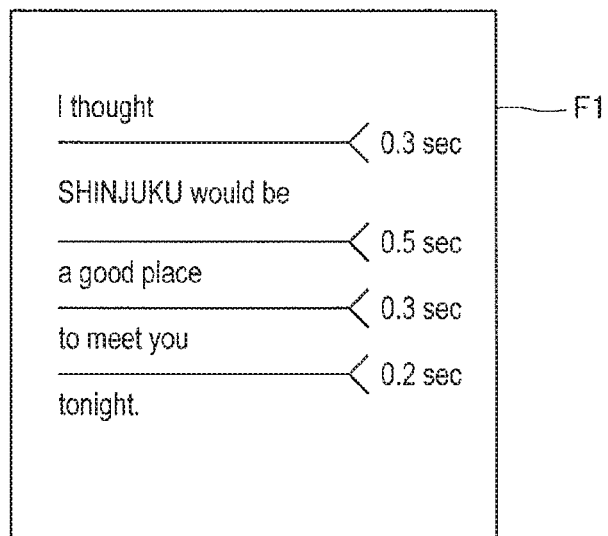 I thought
0.3 sec
SHINJUKU would be
0.5 sec
a good place
0.3 sec
to meet you
0.2 sec
tonight.
F1